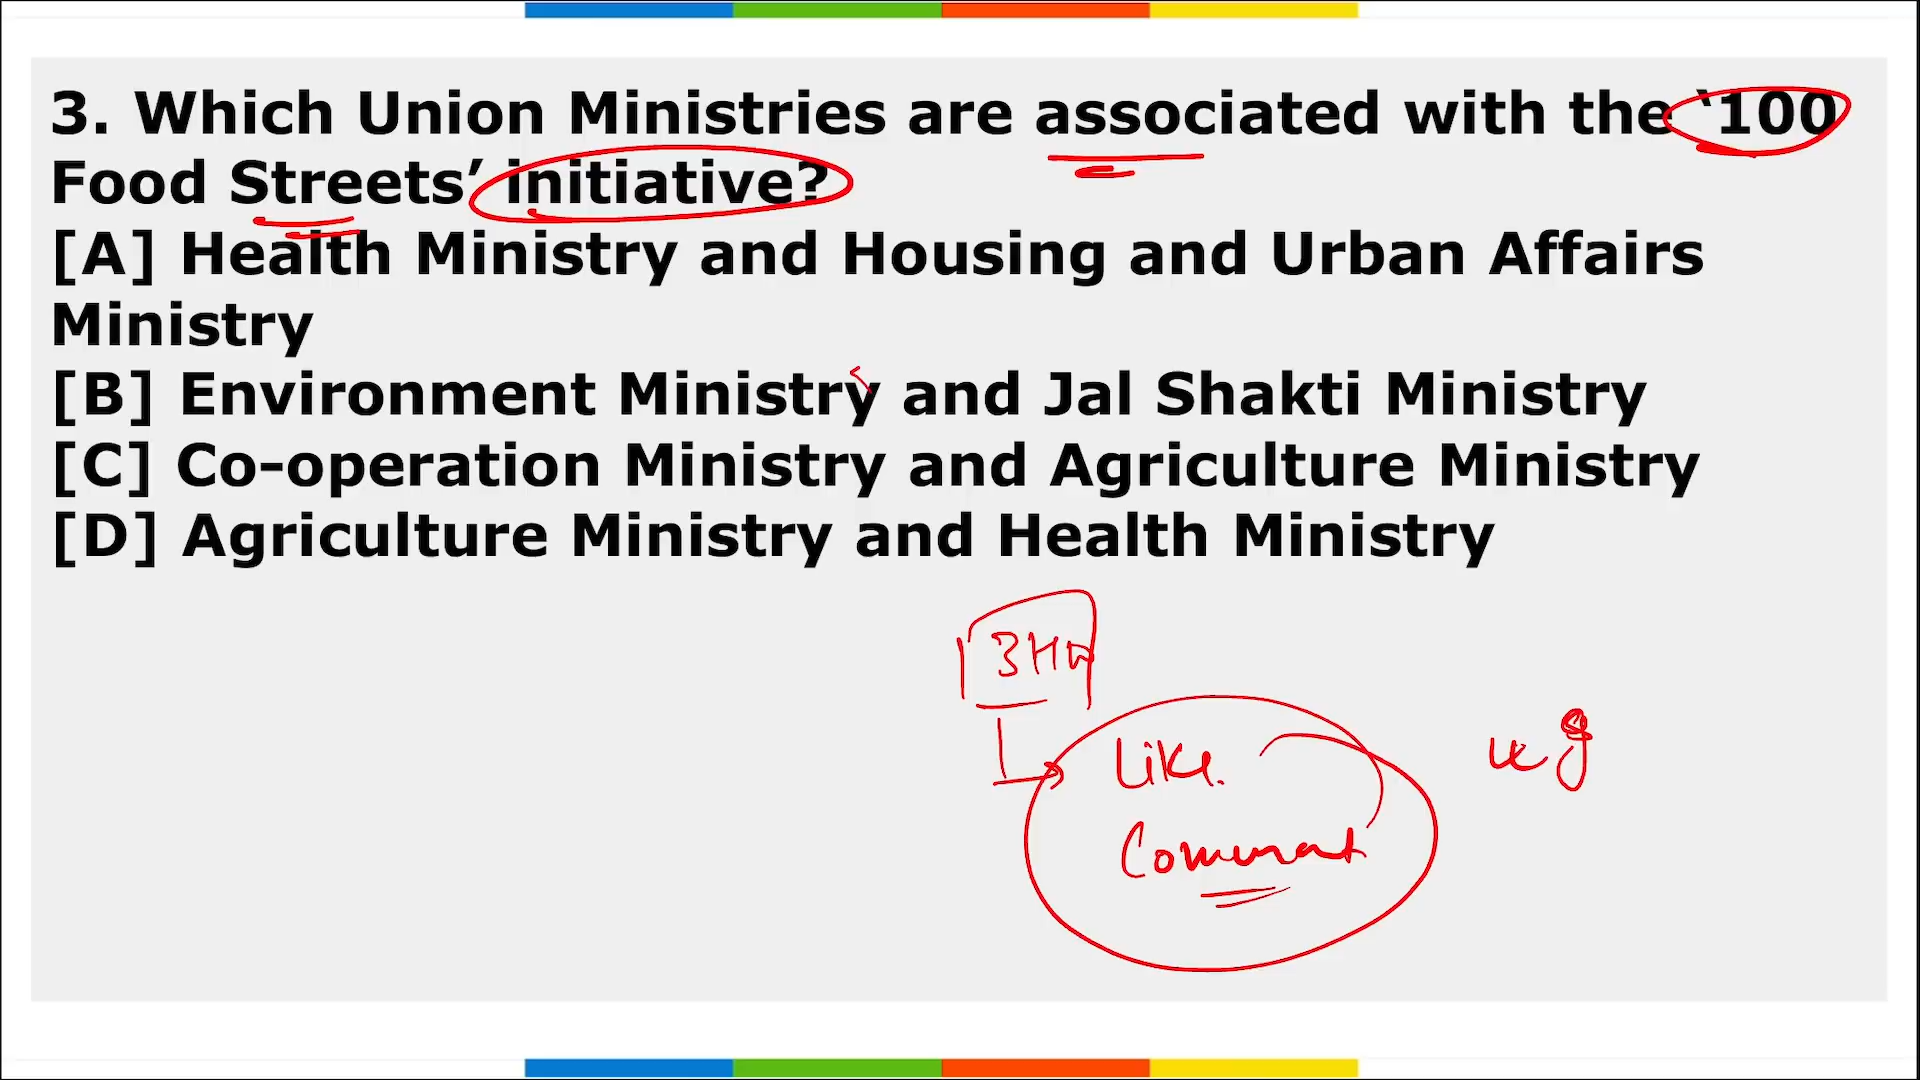 3. Which Union Ministries are associated with the ‘100
Food Streets’ initiative?
[A] Health Ministry and Housing and Urban Affairs
Ministry
[B] Environment Ministry and Jal Shakti Ministry
[C] Co-operation Ministry and Agriculture Ministry
[D] Agriculture Ministry and Health Ministry
Like.
Comment